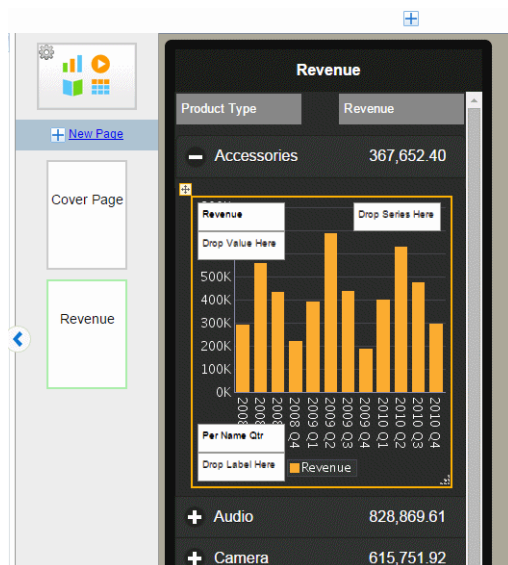 New Page
Cover Page
Revenue
Revenue
Product Type
Revenue
Accessories
367,652.40
Revenue
Drop Series Here
Drop Value Here
500K
400K
300K
200K
100K
0K
2008 Q4
2009 Q1
2009 Q2
2009 Q3
2009 Q4
2010 Q1
2010 Q2
2010 Q3
2010 Q4
Per Name Qtr
Drop Label Here
Revenue
Audio
828,869.61
Camera
615,751.92